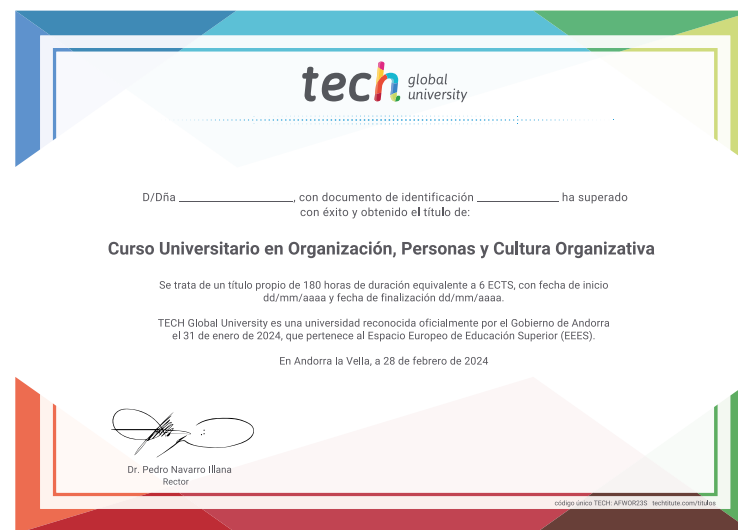 tech global university
D/Dña ____________________, con documento de identificación ______________ ha superado
con éxito y obtenido el título de:
Curso Universitario en Organización, Personas y Cultura Organizativa
Se trata de un título propio de 180 horas de duración equivalente a 6 ECTS, con fecha de inicio
dd/mm/aaaa y fecha de finalización dd/mm/aaaa.
TECH Global University es una universidad reconocida oficialmente por el Gobierno de Andorra
el 31 de enero de 2024, que pertenece al Espacio Europeo de Educación Superior (EEES).
En Andorra la Vella, a 28 de febrero de 2024
Dr. Pedro Navarro Illana
Rector
código único TECH: AFWOR23S techtitute.com/titulos